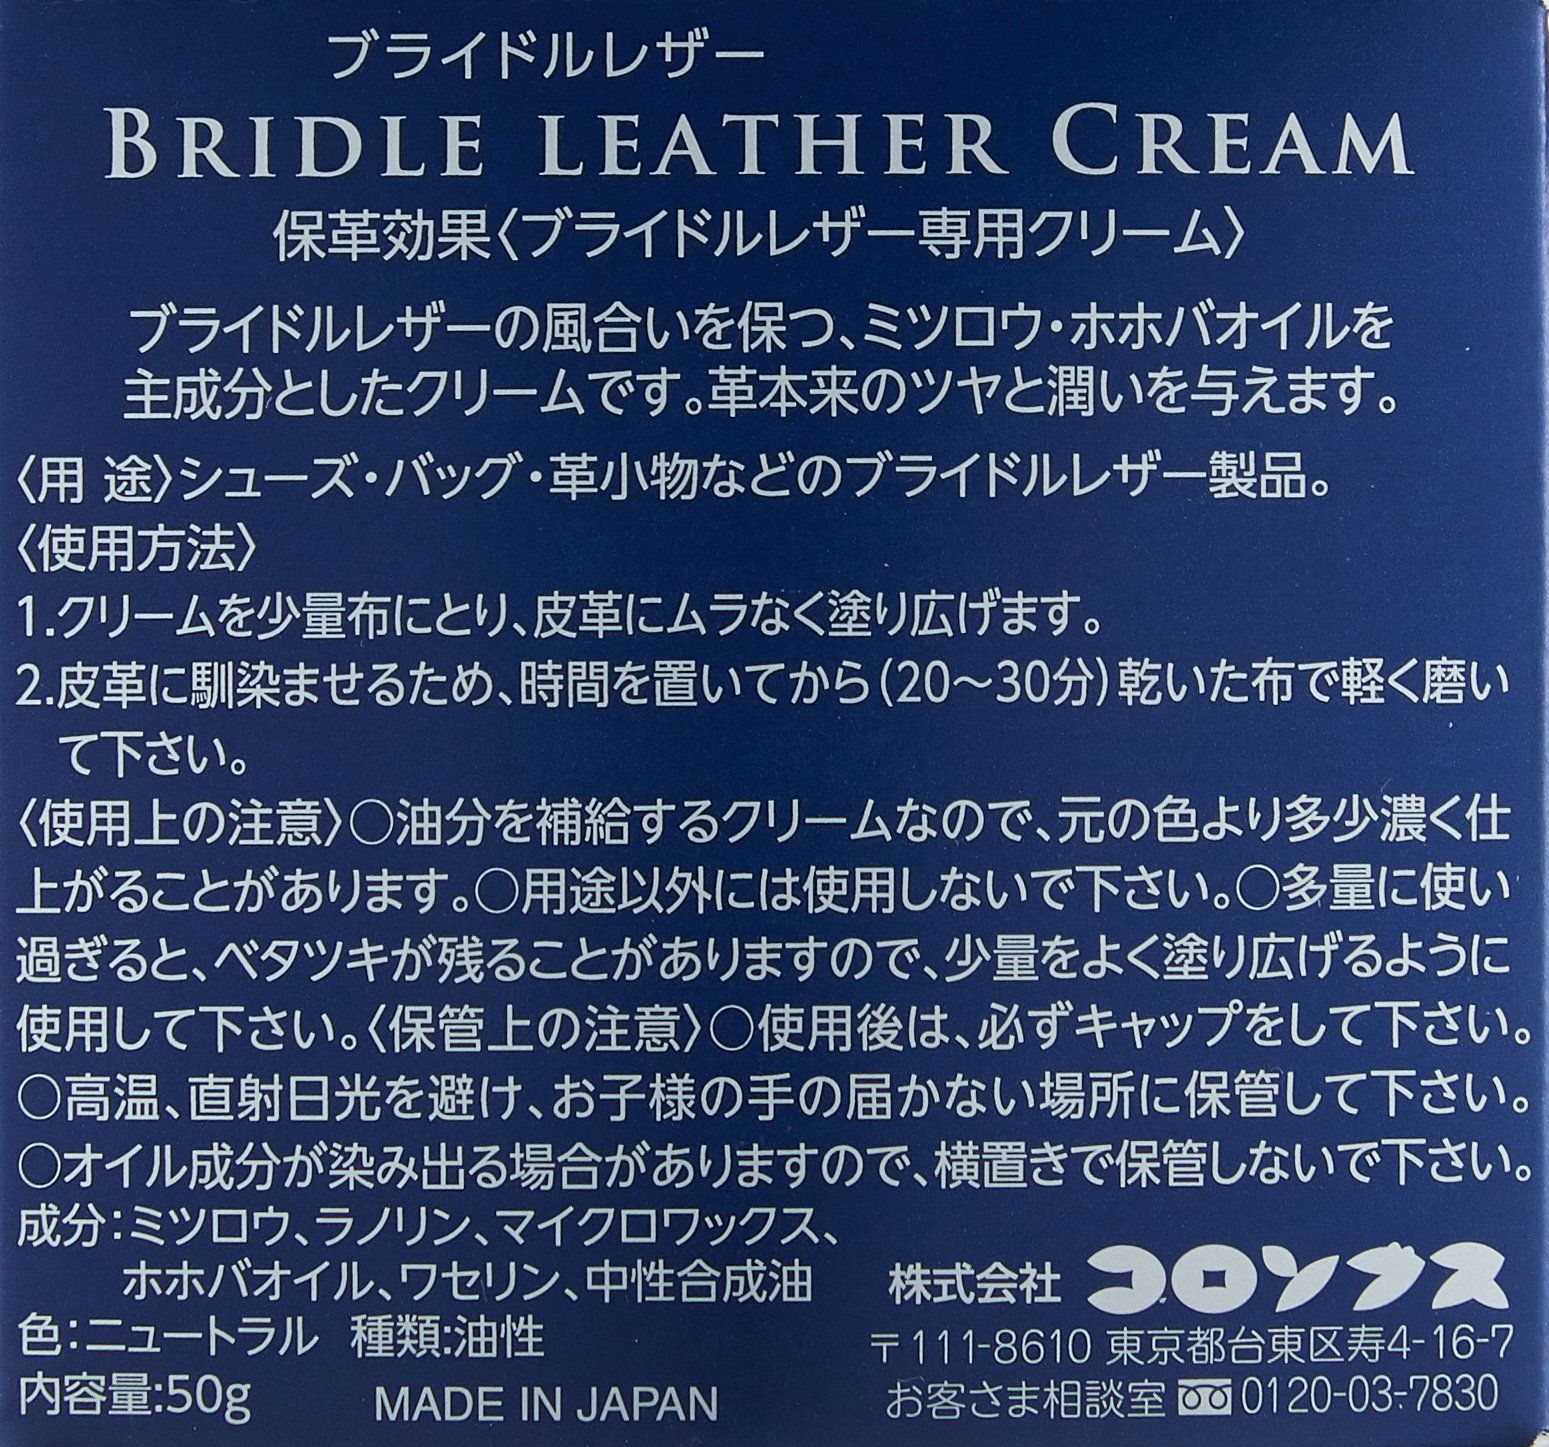 ブライドルレザー
BRIDLE LEATHER CREAM
保革効果〈ブライドルレザー専用クリーム〉
ブライドルレザーの風合いを保つ、ミツロウ・ホホバオイルを
主成分としたクリームです。革本来のツヤと潤いを与えます。
〈用 途〉シューズ・バッグ・革小物などのブライドルレザー製品。
〈使用方法〉
1.クリームを少量布にとり、皮革にムラなく塗り広げます。
2.皮革に馴染ませるため、時間を置いてから(20〜30分)乾いた布で軽く磨い
て下さい。
〈使用上の注意〉○油分を補給するクリームなので、元の色より多少濃く仕
上がることがあります。○用途以外には使用しないで下さい。○多量に使い
過ぎると、ベタツキが残ることがありますので、少量をよく塗り広げるように
使用して下さい。〈保管上の注意〉○使用後は、必ずキャップをして下さい。
○高温、直射日光を避け、お子様の手の届かない場所に保管して下さい。
○オイル成分が染み出る場合がありますので、横置きで保管しないで下さい。
成分:ミツロウ、ラノリン、マイクロワックス、
ホホバオイル、ワセリン、中性合成油
色:ニュートラル 種類:油性
内容量:50g MADE IN JAPAN
株式会社 コロンブス
〒111-8610 東京都台東区寿4-16-7
お客さま相談室 0120-03-7830